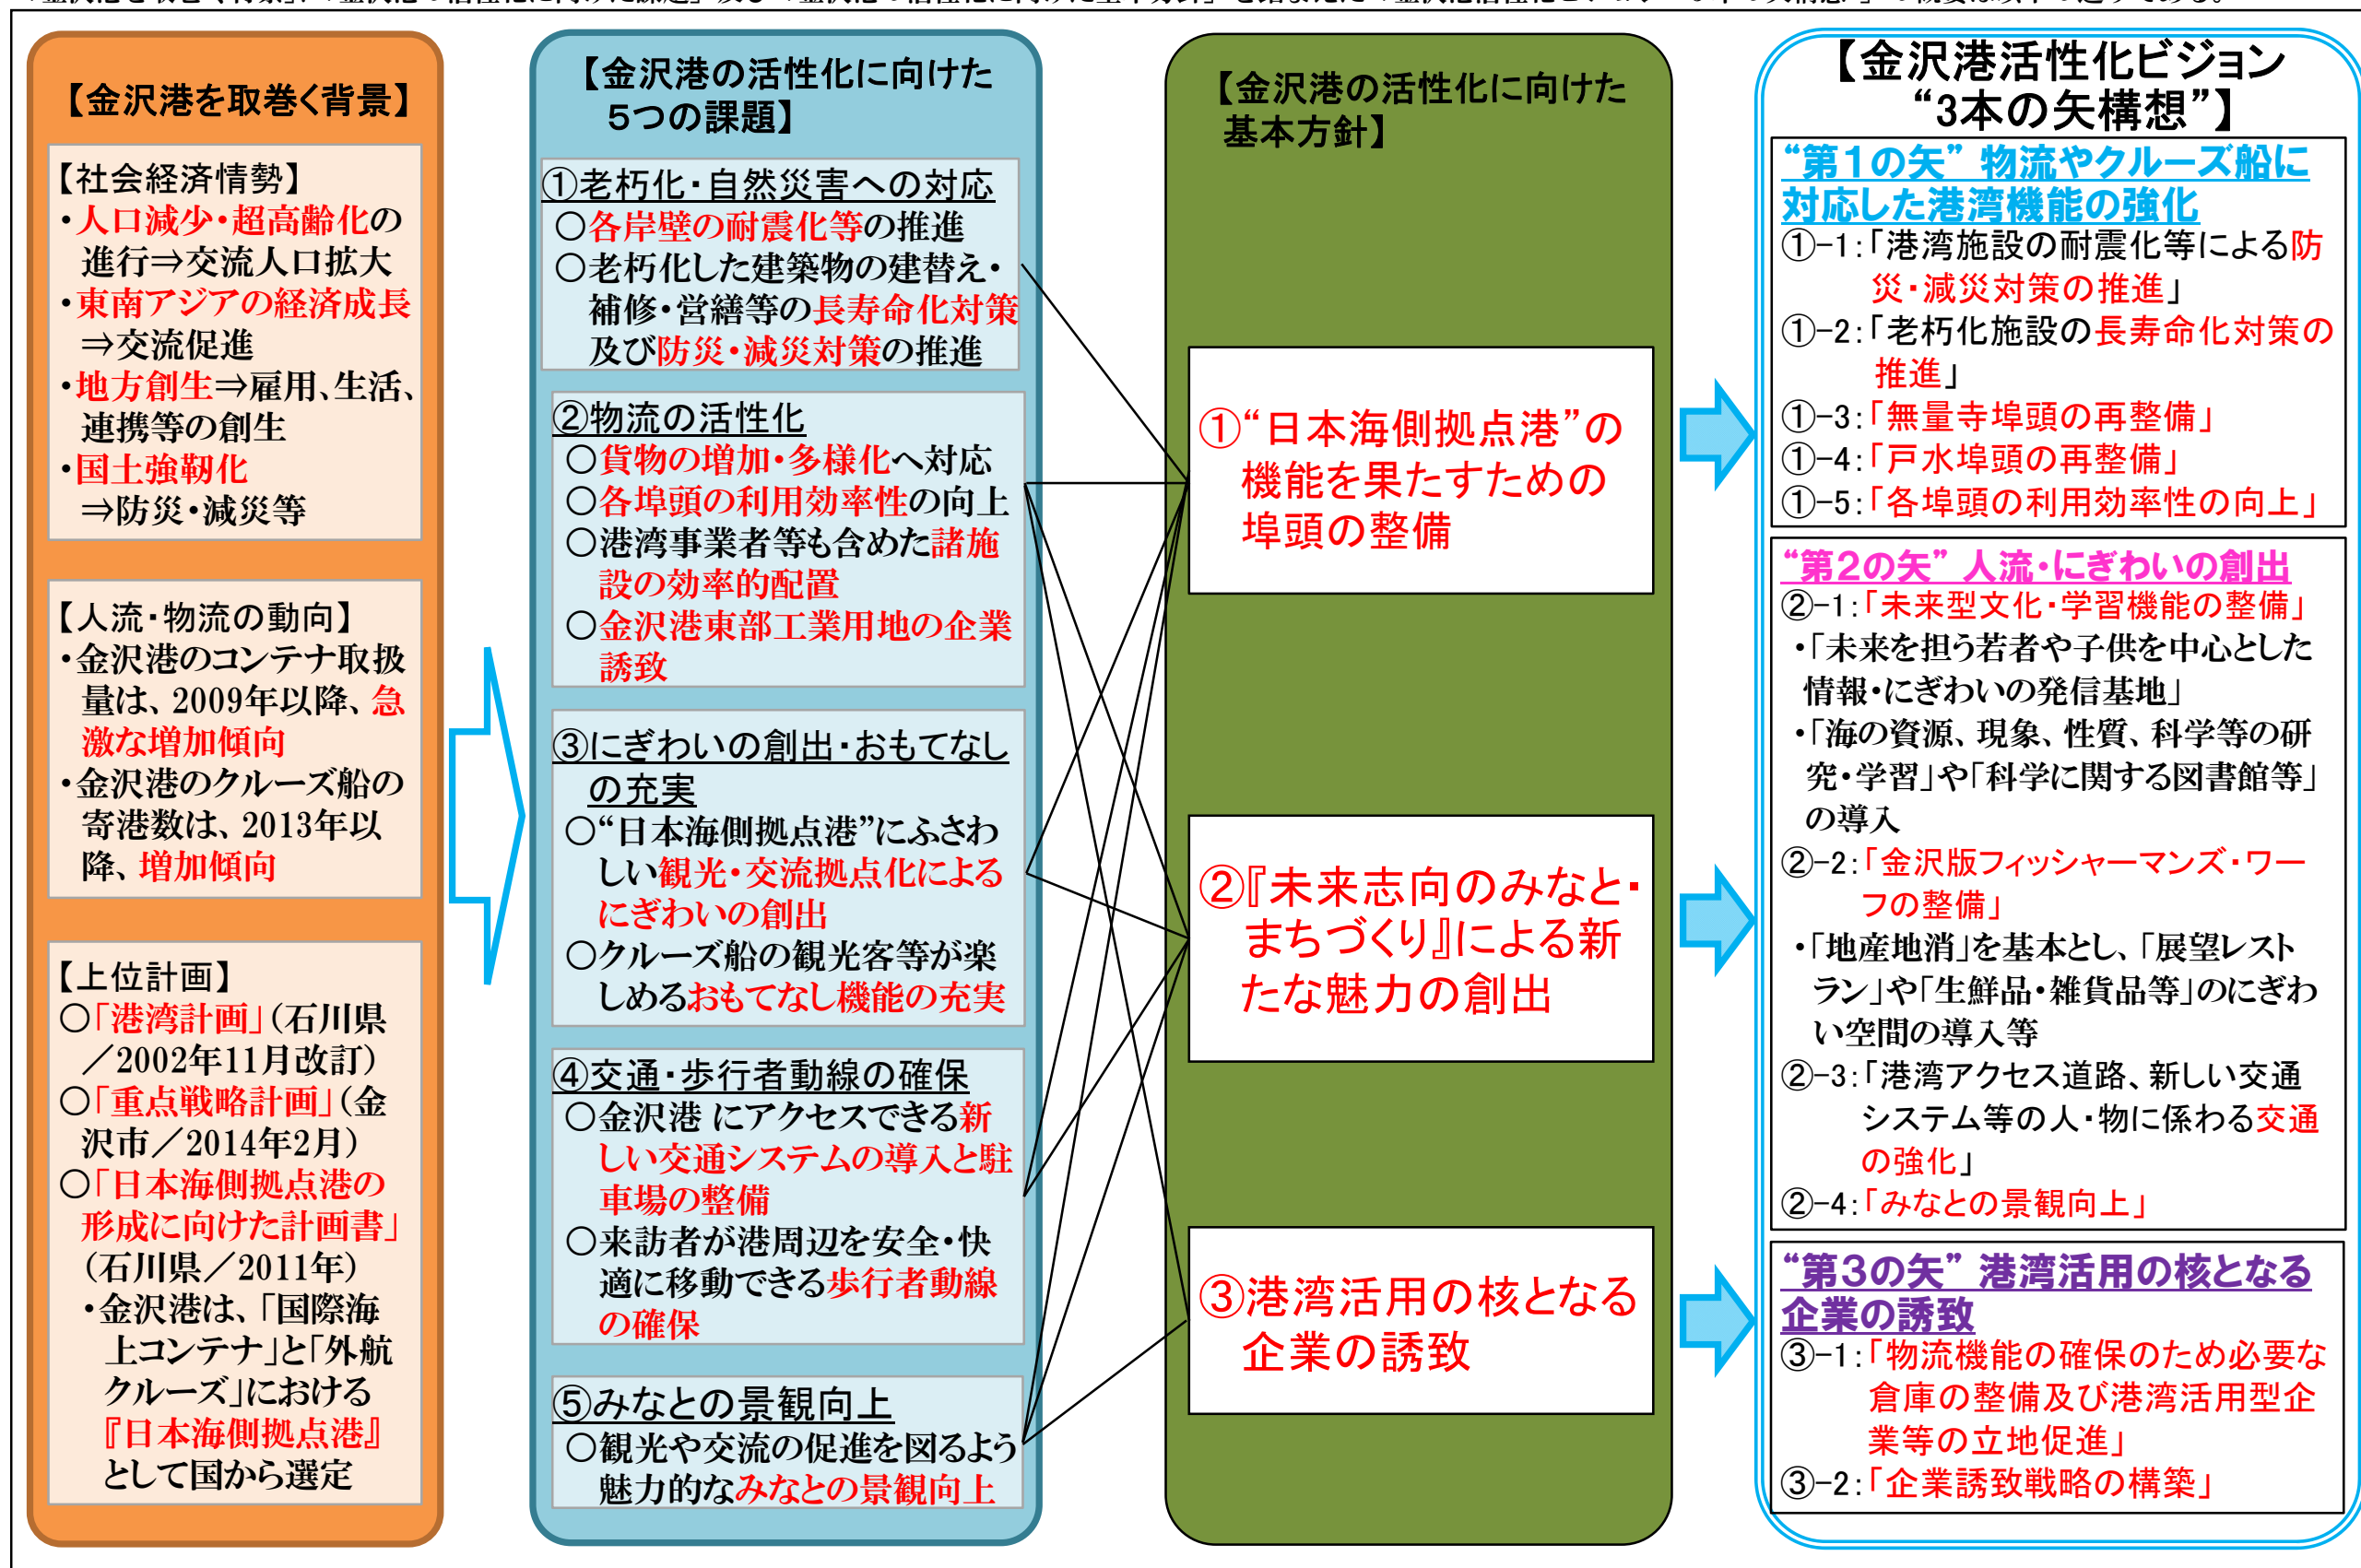 【金沢港を取巻く背景】
【社会経済情勢】
・人口減少・超高齢化の
進行⇒交流人口拡大
・東南アジアの経済成長
⇒交流促進
・地方創生⇒雇用、生活、
連携等の創生
・国土強靭化
⇒防災・減災等
【人流・物流の動向】
・金沢港のコンテナ取扱
量は、2009年以降、急
激な増加傾向
・金沢港のクルーズ船の
寄港数は、2013年以
降、増加傾向
【上位計画】
○「港湾計画」（石川県
／2002年11月改訂）
○「重点戦略計画」（金
沢市／2014年2月）
○「日本海側拠点港の
形成に向けた計画書」
（石川県／2011年）
・金沢港は、「国際海
上コンテナ」と「外航
クルーズ」における
『日本海側拠点港』
として国から選定
【金沢港の活性化に向けた
5つの課題】
①老朽化・自然災害への対応
○各岸壁の耐震化等の推進
○老朽化した建築物の建替え・
補修・営繕等の長寿命化対策
及び防災・減災対策の推進
②物流の活性化
○貨物の増加・多様化へ対応
○各埠頭の利用効率性の向上
○港湾事業者等も含めた諸施
設の効率的配置
○金沢港東部工業用地の企業
誘致
③にぎわいの創出・おもてなし
の充実
○“日本海側拠点港”にふさわ
しい観光・交流拠点化による
にぎわいの創出
○クルーズ船の観光客等が楽
しめるおもてなし機能の充実
④交通・歩行者動線の確保
○金沢港 にアクセスできる新
しい交通システムの導入と駐
車場の整備
○来訪者が港周辺を安全・快
適に移動できる歩行者動線
の確保
⑤みなとの景観向上
○観光や交流の促進を図るよう
魅力的なみなとの景観向上
【金沢港の活性化に向けた
基本方針】
①“日本海側拠点港”の
機能を果たすための
埠頭の整備
②『未来志向のみなと・
まちづくり』による新
たな魅力の創出
③港湾活用の核となる
企業の誘致
【金沢港活性化ビジョン
“3本の矢構想”】
“第1の矢” 物流やクルーズ船に
対応した港湾機能の強化
①-1：「港湾施設の耐震化等による防
災・減災対策の推進」
①-2：「老朽化施設の長寿命化対策の
推進」
①-3：「無量寺埠頭の再整備」
①-4：「戸水埠頭の再整備」
①-5：「各埠頭の利用効率性の向上」
“第2の矢” 人流・にぎわいの創出
②-1：「未来型文化・学習機能の整備」
・「未来を担う若者や子供を中心とした
情報・にぎわいの発信基地」
・「海の資源、現象、性質、科学等の研
究・学習」や「科学に関する図書館等」
の導入
②-2：「金沢版フィッシャーマンズ・ワー
フの整備」
・「地産地消」を基本とし、「展望レスト
ラン」や「生鮮品・雑貨品等」のにぎわ
い空間の導入等
②-3：「港湾アクセス道路、新しい交通
システム等の人・物に係わる交通
の強化」
②-4：「みなとの景観向上」
“第3の矢” 港湾活用の核となる
企業の誘致
③-1：「物流機能の確保のため必要な
倉庫の整備及び港湾活用型企
業等の立地促進」
③-2：「企業誘致戦略の構築」